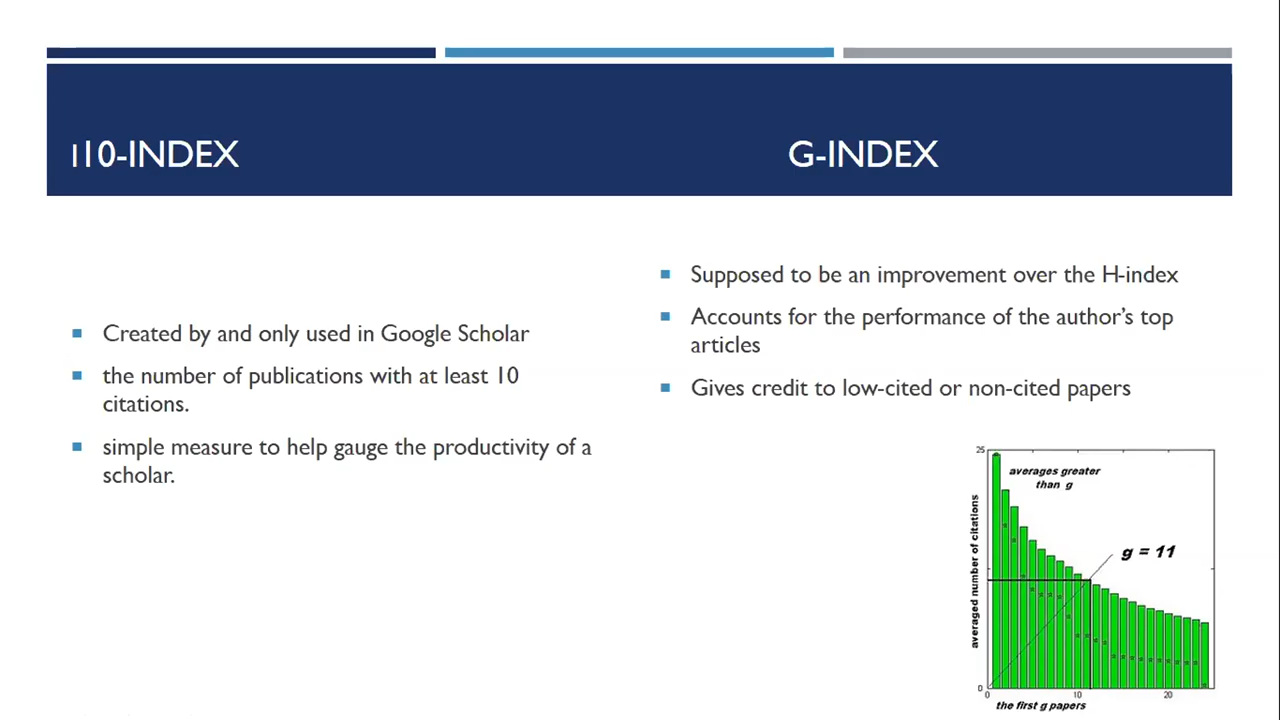 ı10-INDEX
G-INDEX
Created by and only used in Google Scholar
the number of publications with at least 10
citations.
simple measure to help gauge the productivity of a
scholar.
Supposed to be an improvement over the H-index
Accounts for the performance of the author’s top
articles
Gives credit to low-cited or non-cited papers
25
averages greater
than g
g = 11
averaged number of citations
0
0
10
20
the first g papers